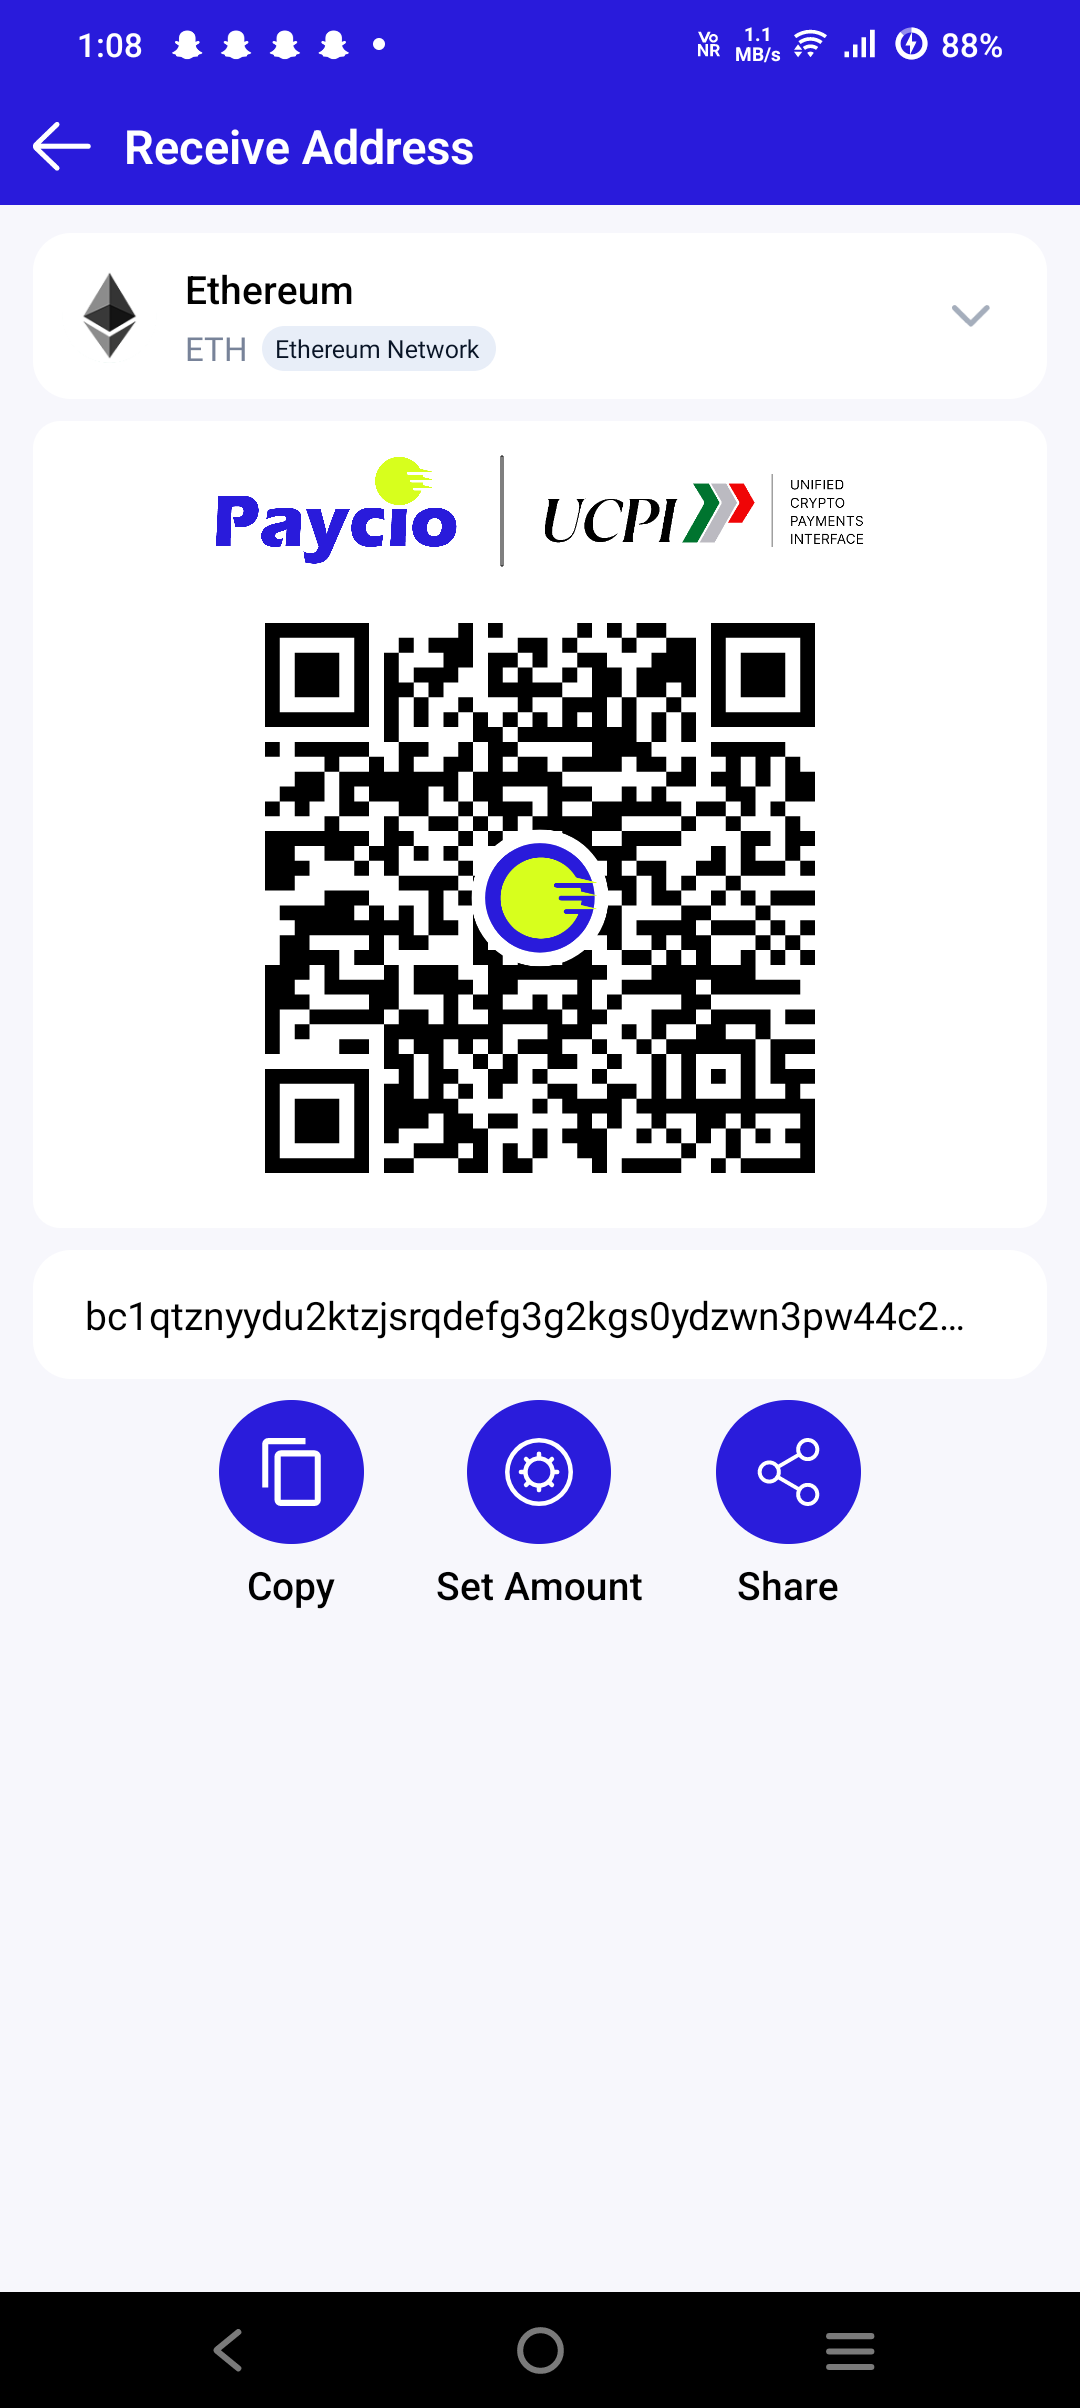 1:08
Vo NR
1.1 MB/s
88%
Receive Address
Ethereum
ETH Ethereum Network
Paycio
UCPI
UNIFIED
CRYPTO
PAYMENTS
INTERFACE
bc1qtznyydu2ktzjsrqdefg3g2kgs0ydzwn3pw44c2...
Copy
Set Amount
Share